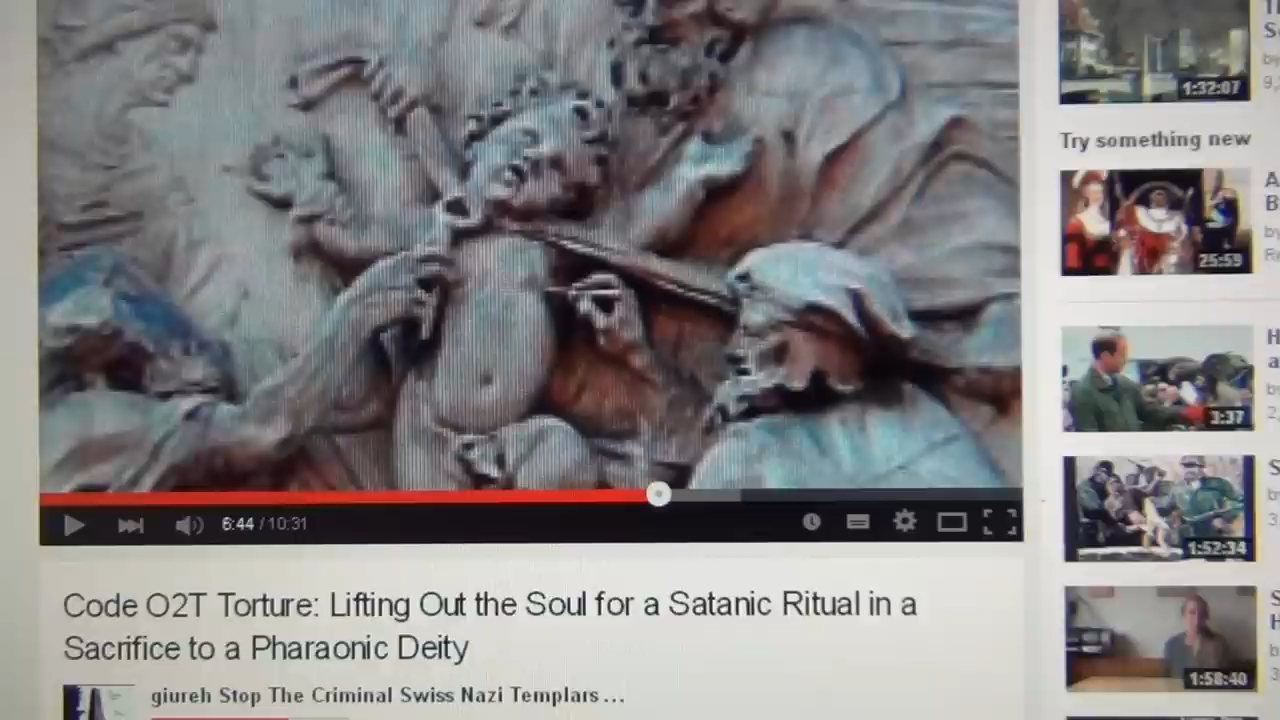 1:32:07
Try something new
25:59
3:37
1:52:34
1:58:40
6:44 / 10:31
Code O2T Torture: Lifting Out the Soul for a Satanic Ritual in a
Sacrifice to a Pharaonic Deity
giureh Stop The Criminal Swiss Nazi Templars ...